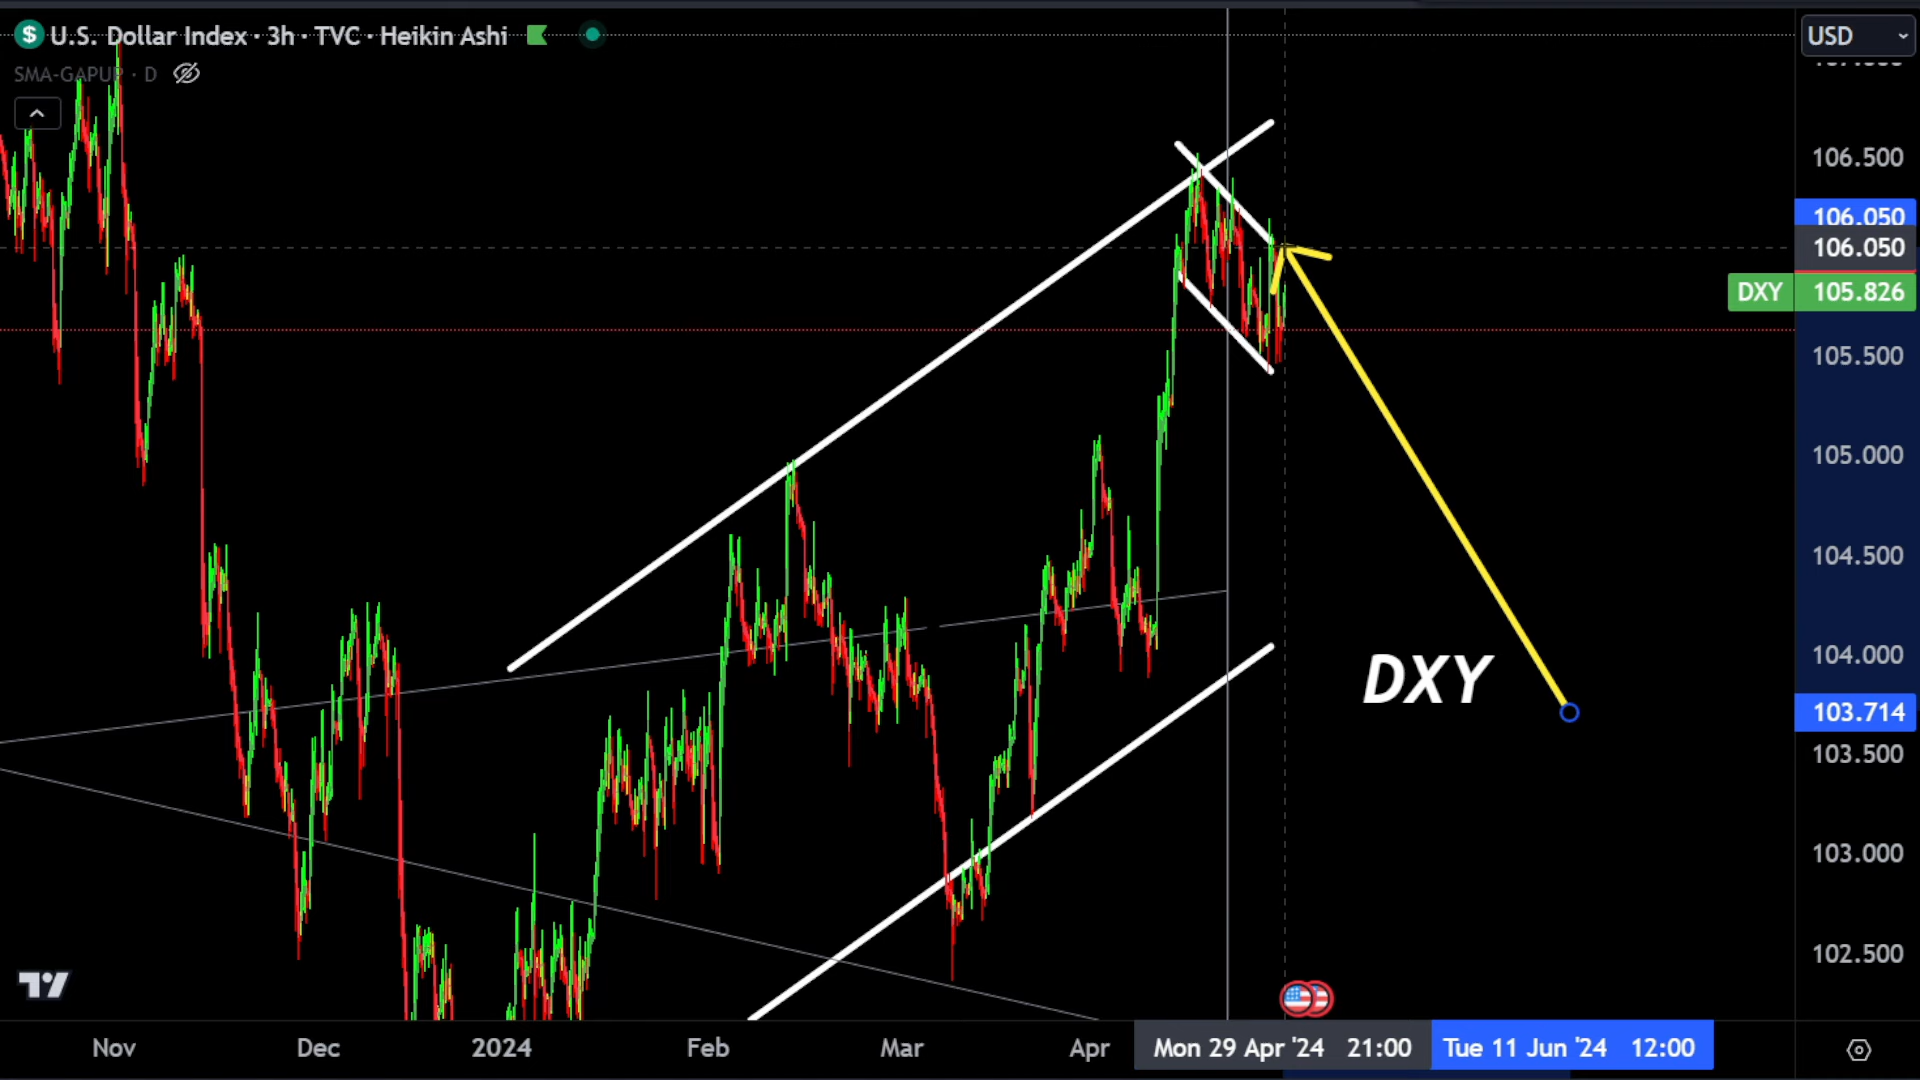 $ U.S. Dollar Index · 3h · TVC · Heikin Ashi
USD
SMA-GAPUP · D
106.500
106.050
106.050
DXY 105.826
105.500
105.000
104.500
104.000
DXY
103.714
103.500
103.000
102.500
Nov Dec 2024 Feb Mar Apr Mon 29 Apr '24 21:00 Tue 11 Jun '24 12:00